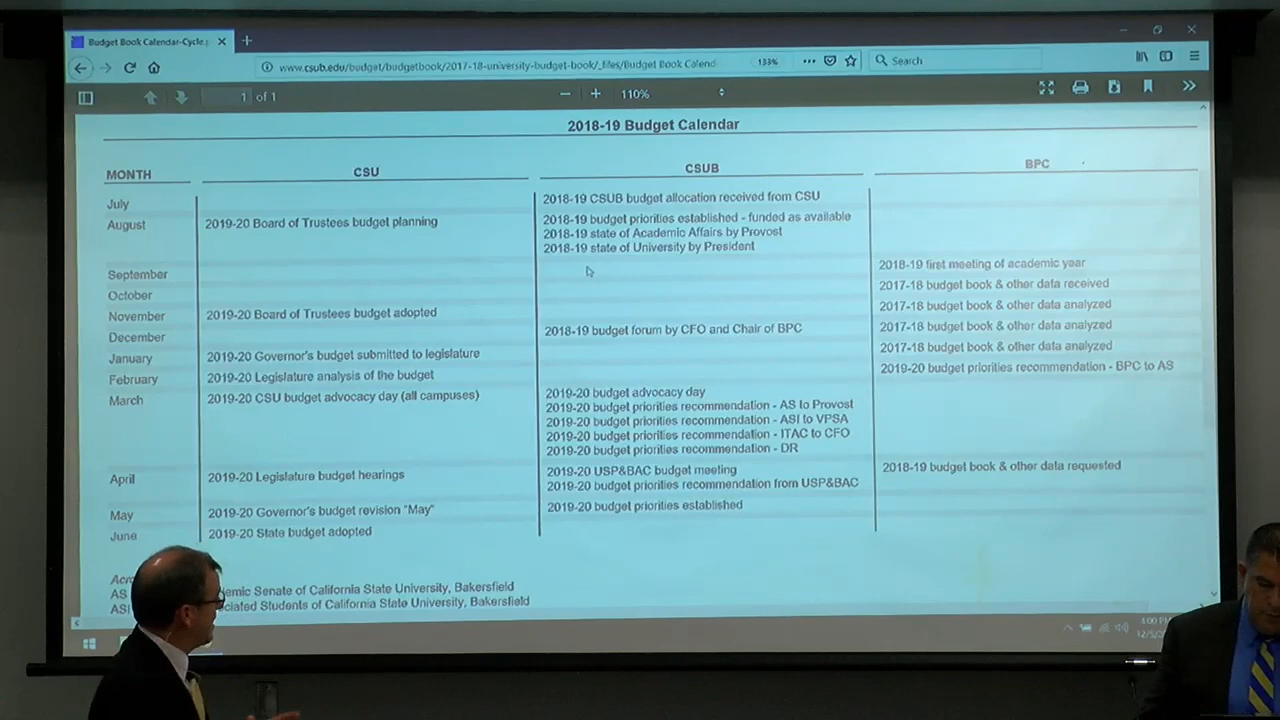 Budget Book Calendar-Cycle.p
www.csub.edu/budget/budgetbook/2017-18-university-budget-book/_files/Budget Book Calend
133%
Search
1 of 1
110%
2018-19 Budget Calendar
MONTH CSU CSUB BPC
July 2018-19 CSUB budget allocation received from CSU
August 2019-20 Board of Trustees budget planning 2018-19 budget priorities established - funded as available
2018-19 state of Academic Affairs by Provost
2018-19 state of University by President
September 2018-19 first meeting of academic year
October 2017-18 budget book & other data received
November 2019-20 Board of Trustees budget adopted 2017-18 budget book & other data analyzed
December 2018-19 budget forum by CFO and Chair of BPC 2017-18 budget book & other data analyzed
January 2019-20 Governor's budget submitted to legislature 2017-18 budget book & other data analyzed
February 2019-20 Legislature analysis of the budget 2019-20 budget priorities recommendation - BPC to AS
March 2019-20 CSU budget advocacy day (all campuses) 2019-20 budget advocacy day
2019-20 budget priorities recommendation - AS to Provost
2019-20 budget priorities recommendation - ASI to VPSA
2019-20 budget priorities recommendation - ITAC to CFO
2019-20 budget priorities recommendation - DR
April 2019-20 Legislature budget hearings 2019-20 USP&BAC budget meeting 2018-19 budget book & other data requested
2019-20 budget priorities recommendation from USP&BAC
May 2019-20 Governor's budget revision "May" 2019-20 budget priorities established
June 2019-20 State budget adopted
Acro
AS emic Senate of California State University, Bakersfield
ASI ciated Students of California State University, Bakersfield
4:00 PM
12/5/2